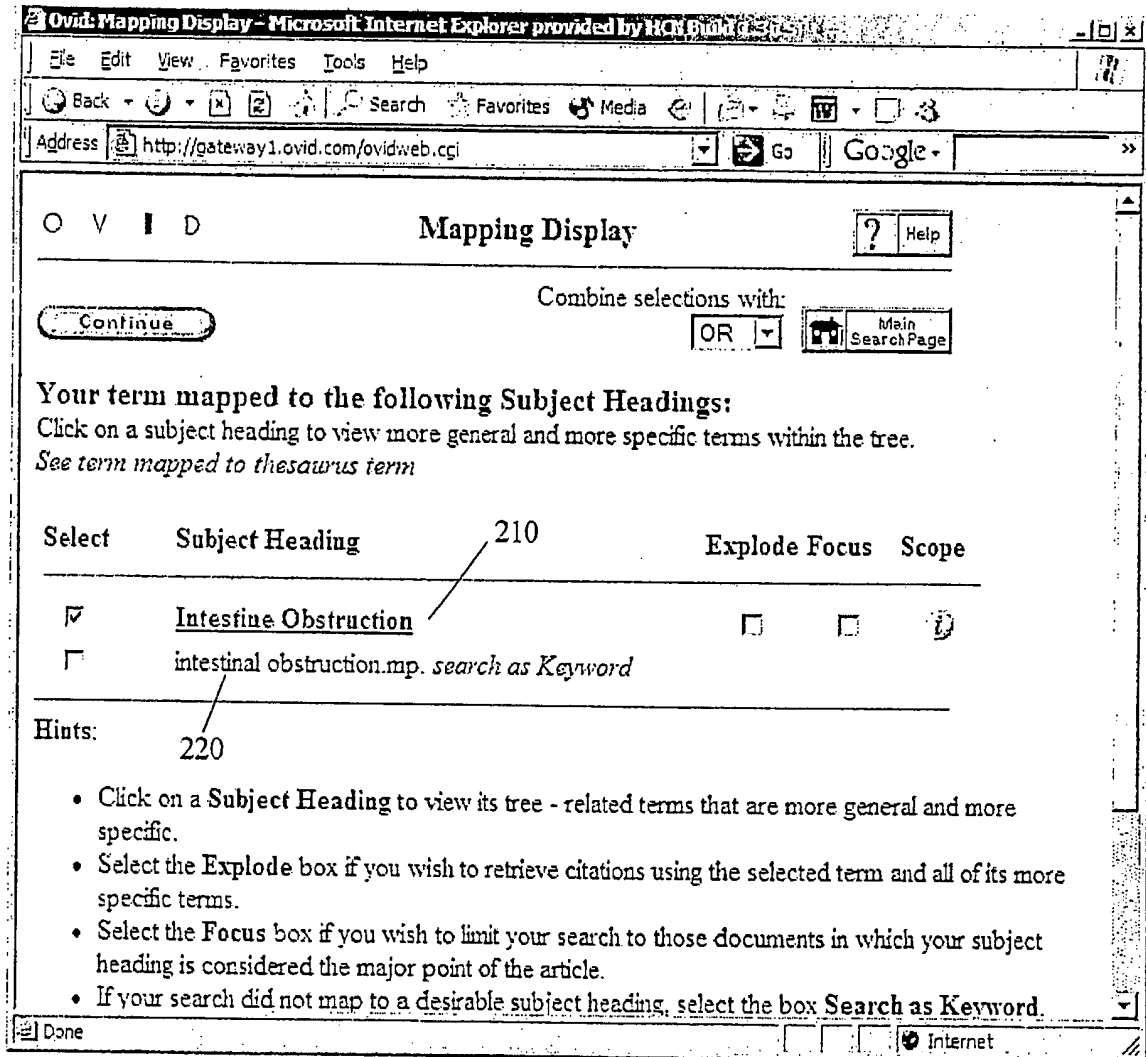 Ovid: Mapping Display - Microsoft Internet Explorer provided by HCN Build
File Edit View Favorites Tools Help
Back Search Favorites Media
Address http://gateway1.ovid.com/ovidweb.cgi Go Google
O V I D Mapping Display ? Help
Combine selections with:
Continue OR Main Search Page
Your term mapped to the following Subject Headings:
Click on a subject heading to view more general and more specific terms within the tree.
See term mapped to thesaurus term
Select Subject Heading 210 Explode Focus Scope
Intestine Obstruction i
intestinal obstruction.mp. search as Keyword
Hints:
220
• Click on a Subject Heading to view its tree - related terms that are more general and more
specific.
• Select the Explode box if you wish to retrieve citations using the selected term and all of its more
specific terms.
• Select the Focus box if you wish to limit your search to those documents in which your subject
heading is considered the major point of the article.
• If your search did not map to a desirable subject heading, select the box Search as Keyword.
Done Internet